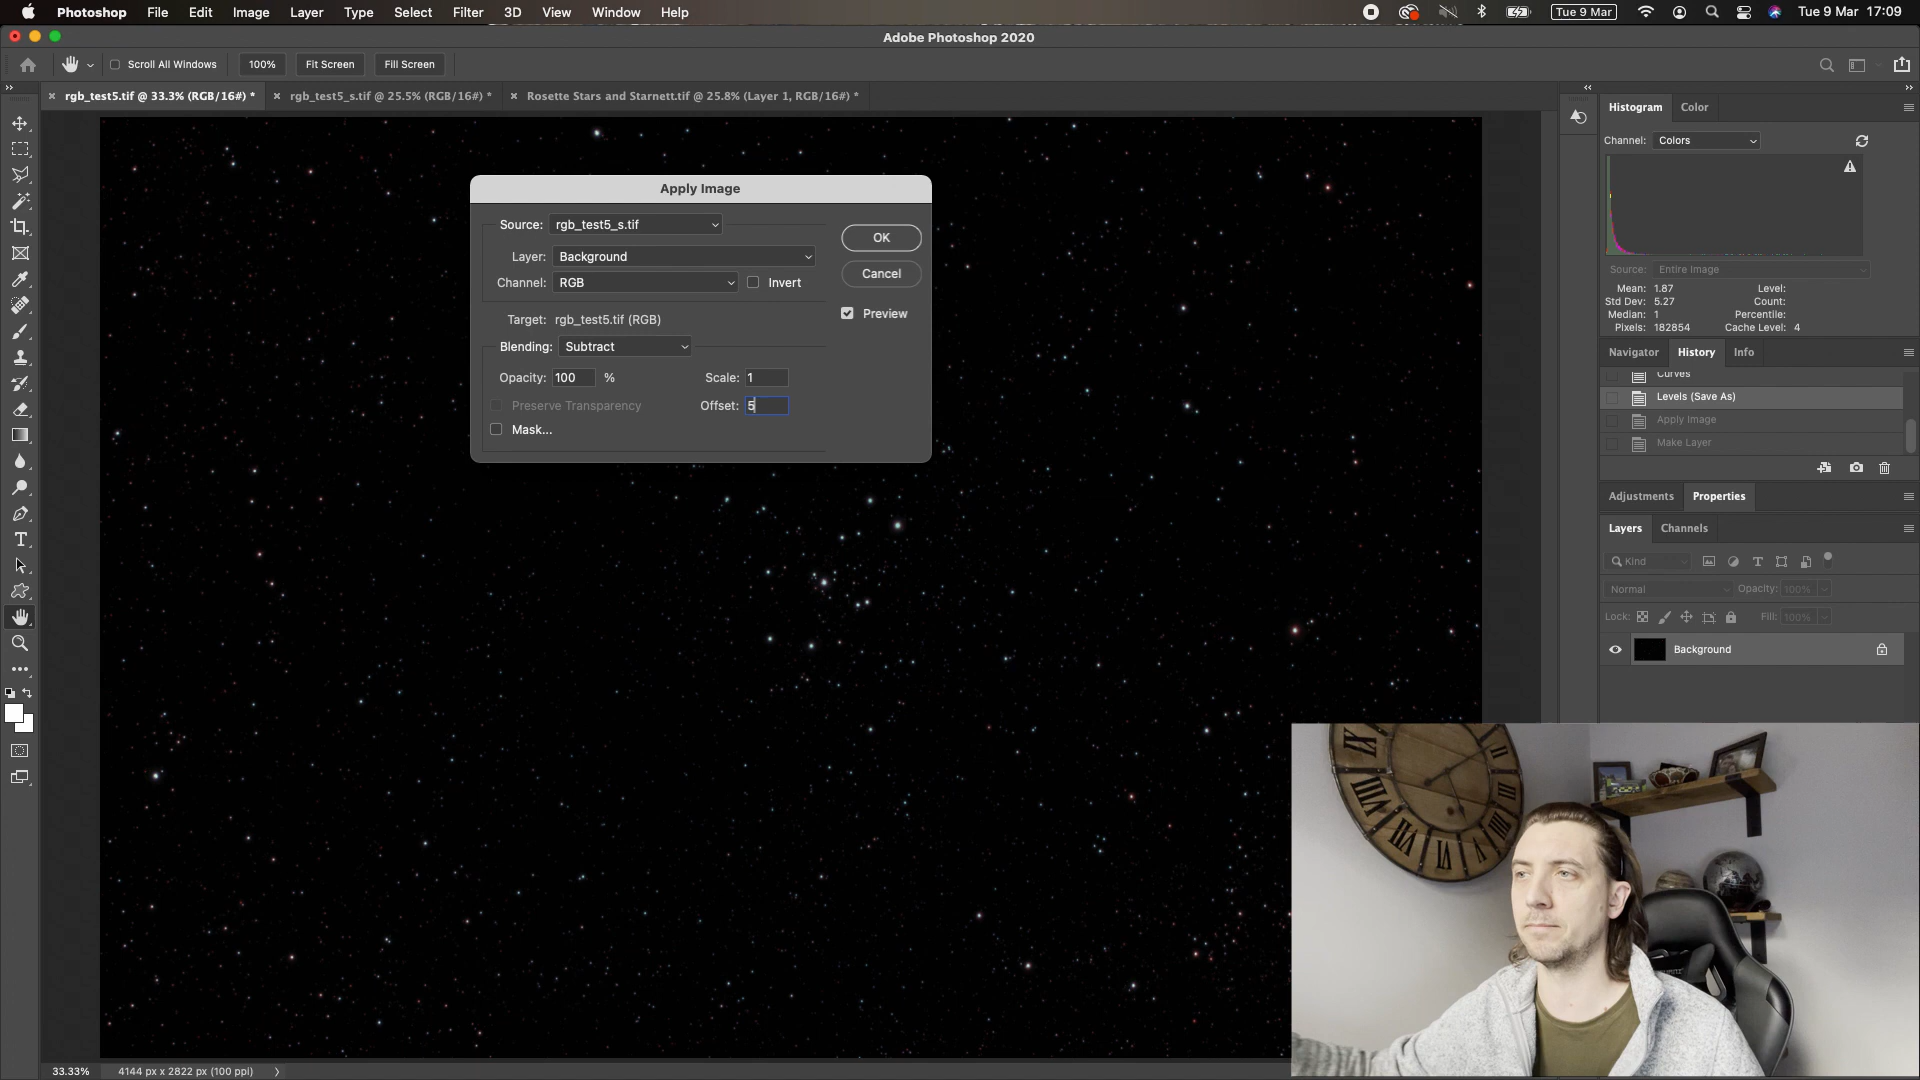 Photoshop File Edit Image Layer Type Select Filter 3D View Window Help Tue 9 Mar Tue 9 Mar 17:09
Adobe Photoshop 2020
Scroll All Windows 100% Fit Screen Fill Screen
rgb_test5.tif @ 33.3% (RGB/16#) * rgb_test5_s.tif @ 25.5% (RGB/16#) * Rosette Stars and Starnett.tif @ 25.8% (Layer 1, RGB/16#) *
Apply Image
Source: rgb_test5_s.tif
OK
Layer: Background
Cancel
Channel: RGB Invert
Preview
Target: rgb_test5.tif (RGB)
Blending: Subtract
Opacity: 100 % Scale: 1
Preserve Transparency Offset: 5
Mask...
Histogram Color
Channel: Colors
Source: Entire Image
Mean: 1.87 Level:
Std Dev: 5.27 Count:
Median: 1 Percentile:
Pixels: 182854 Cache Level: 4
Navigator History Info
Curves
Levels (Save As)
Apply Image
Make Layer
Adjustments Properties
Layers Channels
Kind
Normal Opacity: 100%
Lock: Fill: 100%
Background
33.33% 4144 px x 2822 px (100 ppi)